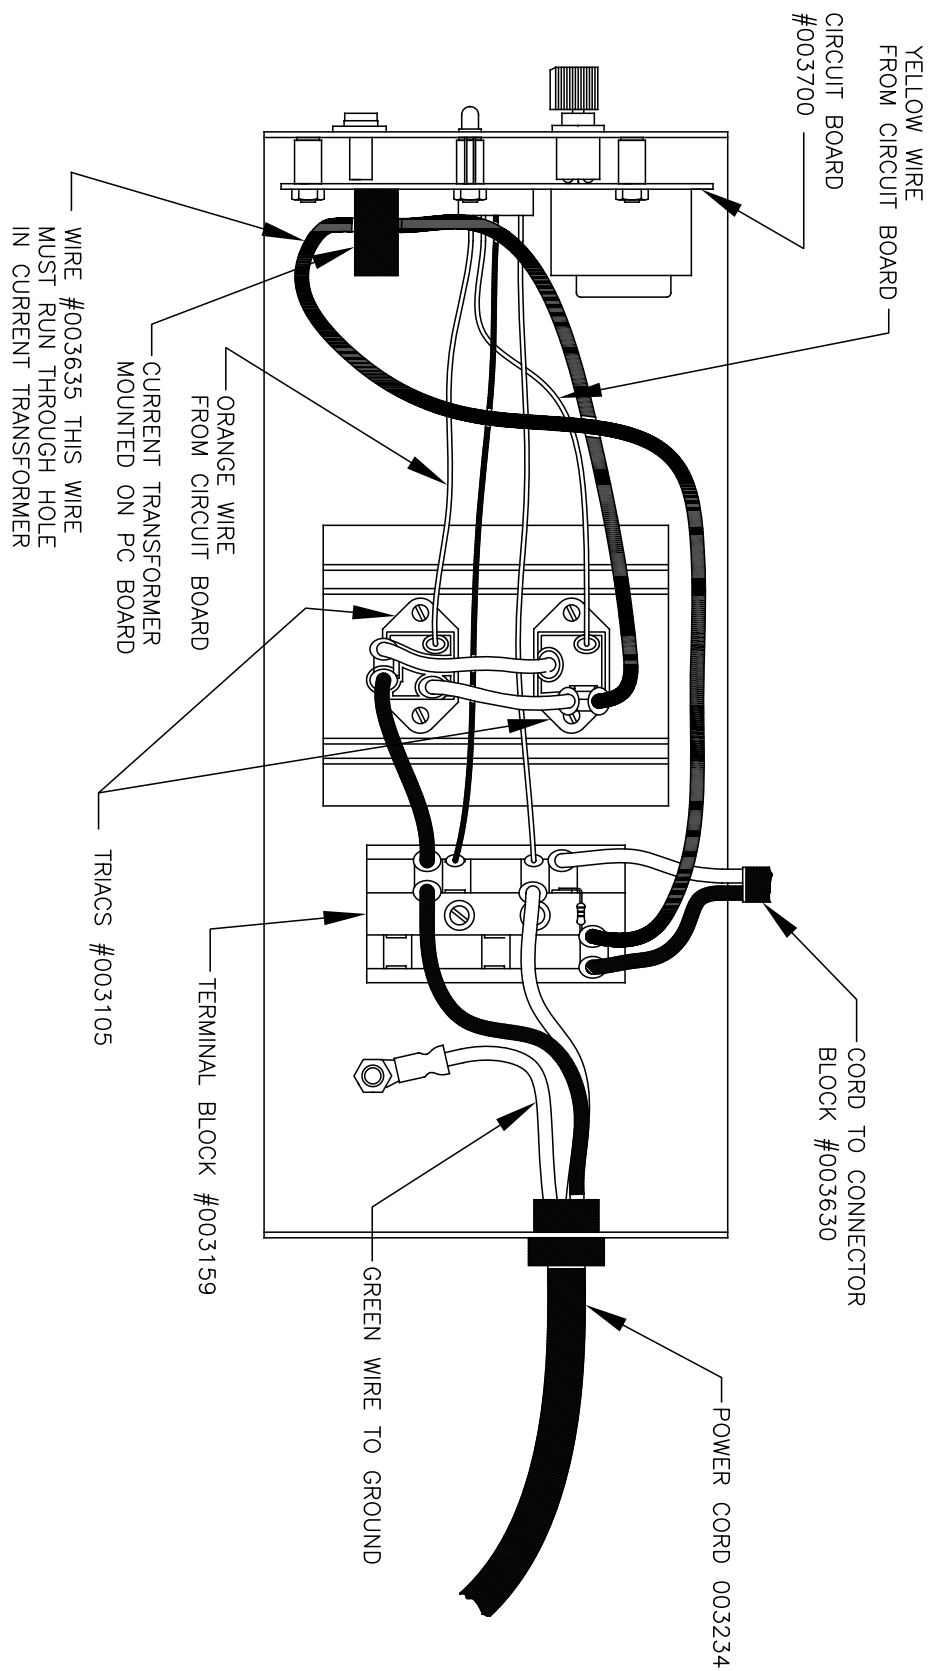 YELLOW WIRE
FROM CIRCUIT BOARD
CIRCUIT BOARD
#003700
CORD TO CONNECTOR
BLOCK #003630
POWER CORD 003234
ORANGE WIRE
FROM CIRCUIT BOARD
CURRENT TRANSFORMER
MOUNTED ON PC BOARD
WIRE #003635 THIS WIRE
MUST RUN THROUGH HOLE
IN CURRENT TRANSFORMER
TRIACS #003105
TERMINAL BLOCK #003159
GREEN WIRE TO GROUND